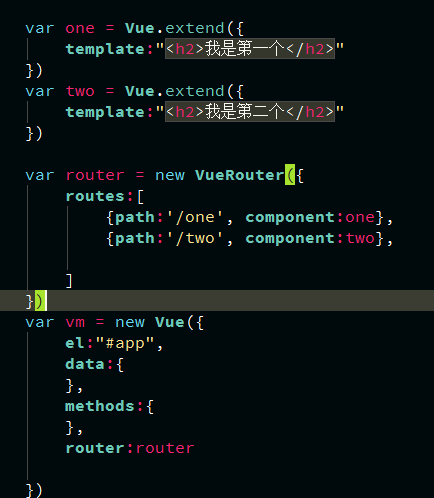 var one = Vue.extend({
template:"<h2>我是第一个</h2>"
})
var two = Vue.extend({
template:"<h2>我是第二个</h2>"
})
var router = new VueRouter({
routes:[
{path:'/one', component:one},
{path:'/two', component:two},
]
})
var vm = new Vue({
el:"#app",
data:{
},
methods:{
},
router:router
})